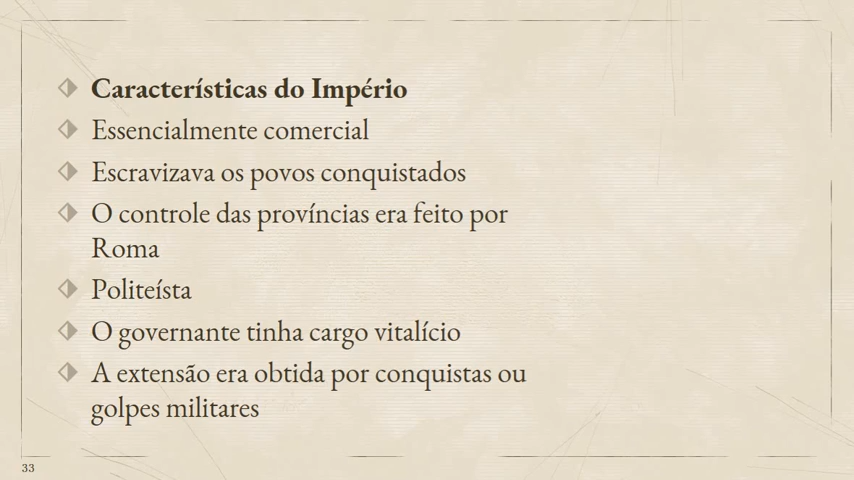 Características do Império
Essencialmente comercial
Escravizava os povos conquistados
O controle das províncias era feito por
Roma
Politeísta
O governante tinha cargo vitalício
A extensão era obtida por conquistas ou
golpes militares
33